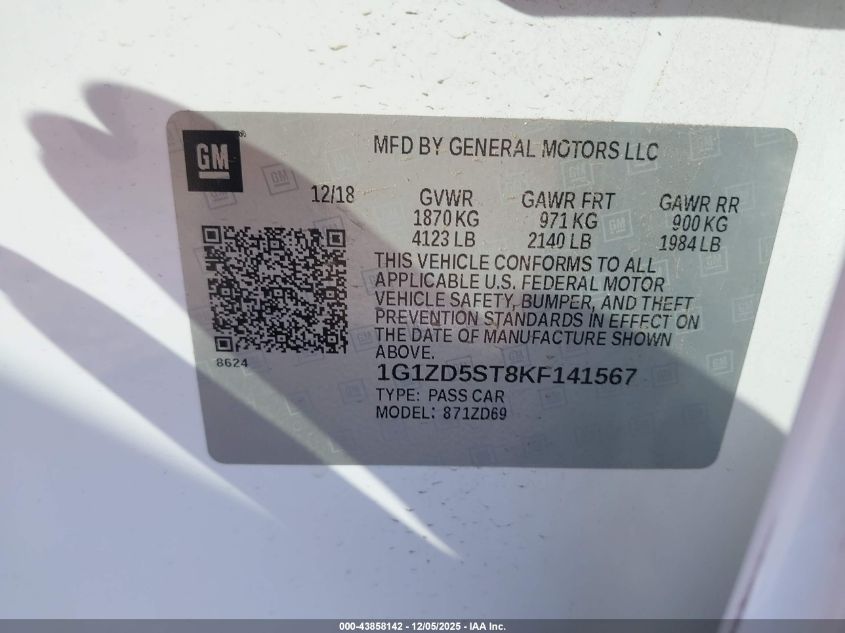 GM
MFD BY GENERAL MOTORS LLC
12/18
GVWR GAWR FRT GAWR RR
1870 KG 971 KG 900 KG
4123 LB 2140 LB 1984 LB
THIS VEHICLE CONFORMS TO ALL
APPLICABLE U.S. FEDERAL MOTOR
VEHICLE SAFETY, BUMPER, AND THEFT
PREVENTION STANDARDS IN EFFECT ON
THE DATE OF MANUFACTURE SHOWN
ABOVE.
8624
1G1ZD5ST8KF141567
TYPE: PASS CAR
MODEL: 871ZD69
000-43858142 - 12/05/2025 - IAA Inc.